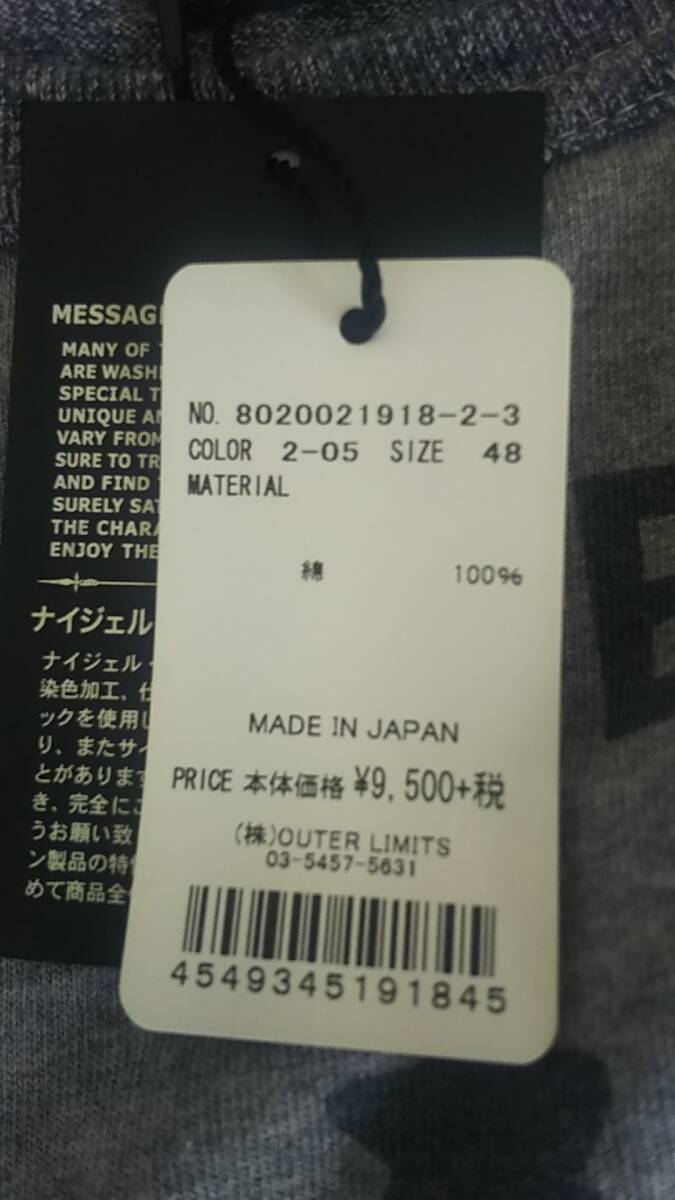 MESSAG
MANY OF
ARE WASH
SPECIAL T
UNIQUE A
VARY FROM
SURE TO TR
AND FIND
SURELY SAT
THE CHARA
ENJOY THE
ナイジェル
ナイジェル・
染色加工、仕
ックを使用し
り、またサイ
とがあります
き、完全にご
うお願い致
ン製品の特
めて商品全
NO. 8020021918-2-3
COLOR 2-05 SIZE 48
MATERIAL
綿 100%
MADE IN JAPAN
PRICE 本体価格 ¥9,500+税
(株)OUTER LIMITS
03-5457-5631
4549345191845